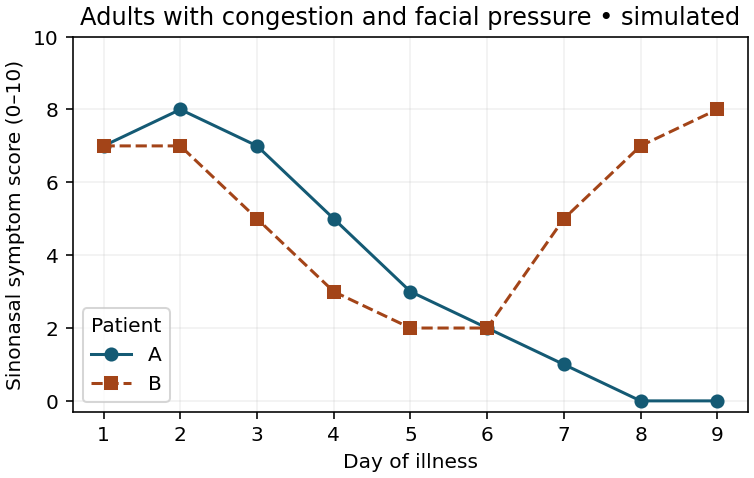 Adults with congestion and facial pressure • simulated
Sinonasal symptom score (0–10)
10
8
6
4
2
0
Patient
A
B
1 2 3 4 5 6 7 8 9
Day of illness